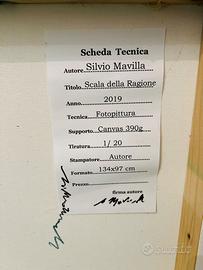 Scheda Tecnica
Autore Silvio Mavilla
Titolo Scala della Ragione
Anno 2019
Tecnica Fotopittura
Supporto Canvas 390g
Tiratura 1/ 20
Stampatore Autore
Formato 134x97 cm
Prezzo
firma autore
subito